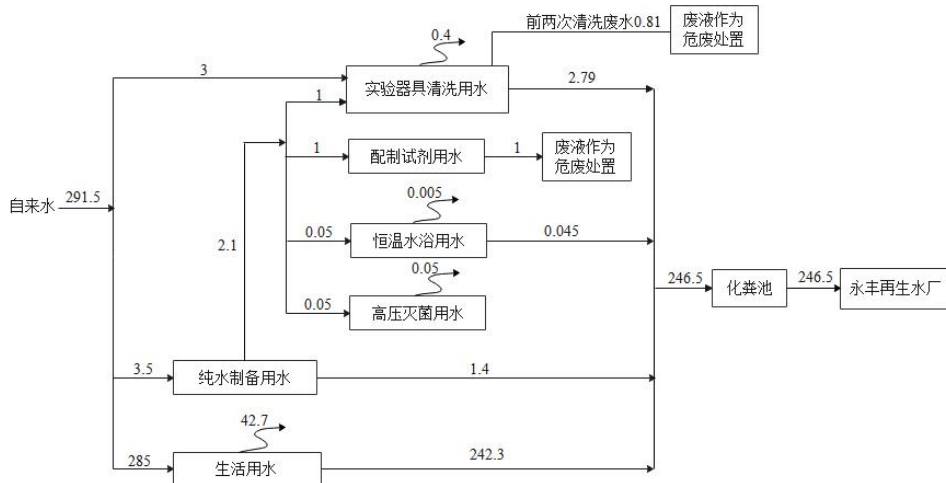 前两次清洗废水0.81
废液作为
危废处置
0.4
3
实验器具清洗用水
2.79
1
1
配制试剂用水
1
废液作为
危废处置
自来水
291.5
0.005
2.1
0.05
恒温水浴用水
0.045
0.05
246.5
化粪池
246.5
永丰再生水厂
0.05
高压灭菌用水
3.5
纯水制备用水
1.4
42.7
285
生活用水
242.3